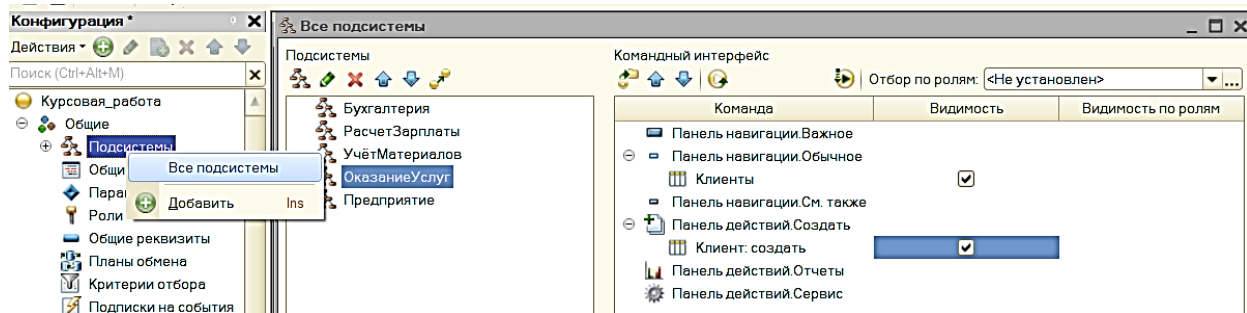 Конфигурация *
Действия
Поиск (Ctrl+Alt+M)
Курсовая_работа
Общие
Подсистемы
Общи
Парам
Роли
Общие реквизиты
Планы обмена
Критерии отбора
Подписки на события
Все подсистемы
Добавить Ins
Все подсистемы
Подсистемы
Бухгалтерия
РасчетЗарплаты
УчётМатериалов
ОказаниеУслуг
Предприятие
Командный интерфейс
Отбор по ролям: <Не установлен>
...
Команда Видимость Видимость по ролям
Панель навигации.Важное
Панель навигации.Обычное
Клиенты
Панель навигации.См. также
Панель действий.Создать
Клиент: создать
Панель действий.Отчеты
Панель действий.Сервис